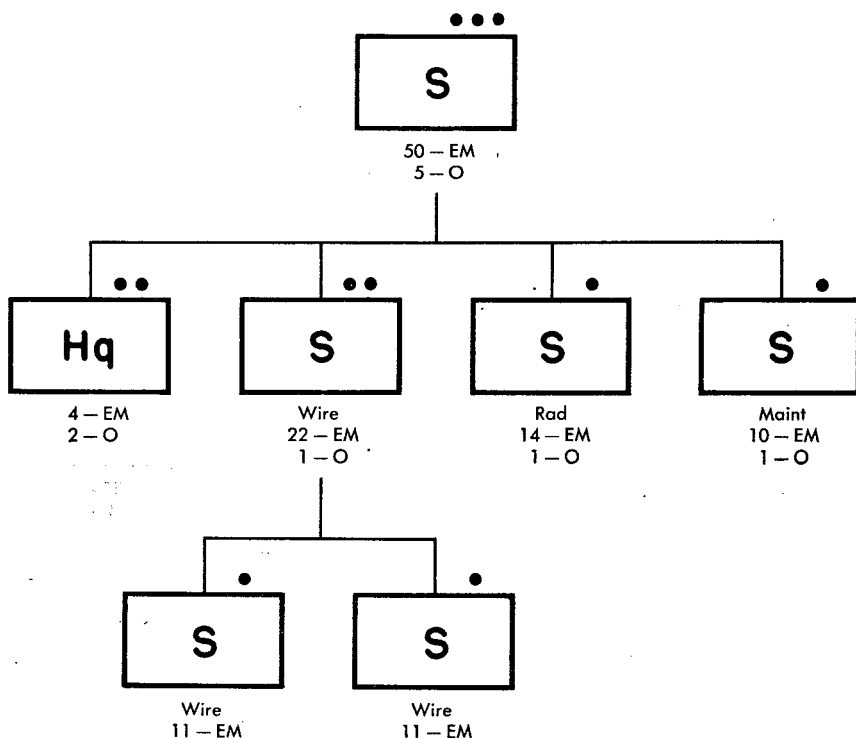 S
50 — EM
5 — O
Hq
4 — EM
2 — O
S
Wire
22 — EM
1 — O
S
Rad
14 — EM
1 — O
S
Maint
10 — EM
1 — O
S
Wire
11 — EM
S
Wire
11 — EM